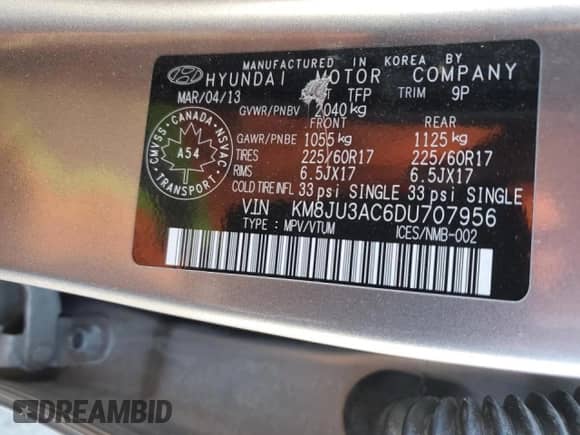 MANUFACTURED IN KOREA BY
HYUNDAI MOTOR COMPANY
MAR/04/13 TFP TRIM 9P
GVWR/PNBV 2040 kg
FRONT REAR
GAWR/PNBE 1055 kg 1125 kg
TIRES 225/60R17 225/60R17
RIMS 6.5JX17 6.5JX17
COLD TIRE INFL 33 psi SINGLE 33 psi SINGLE
VIN KM8JU3AC6DU707956
TYPE : MPV/VTUM ICES/NMB-002
CMVSS · CANADA · NSVAC
A54
TRANSPORT
DREAMBID